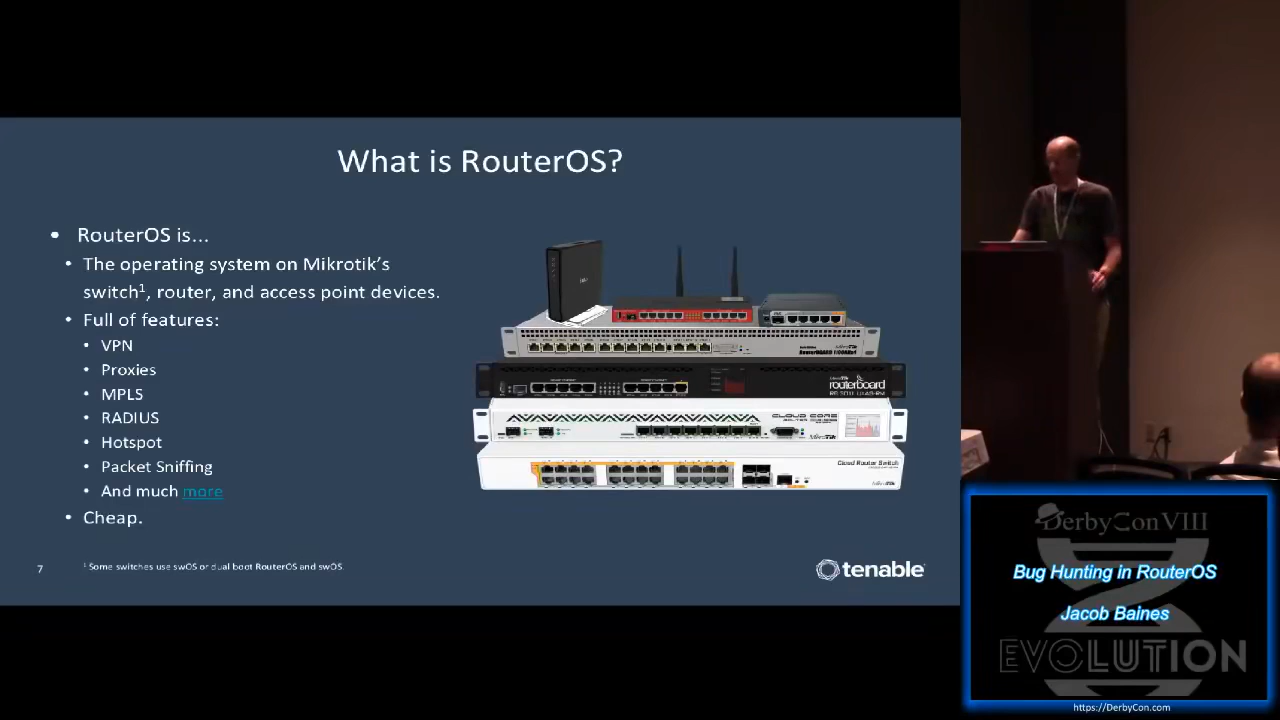 What is RouterOS?
• RouterOS is...
• The operating system on Mikrotik's
switch¹, router, and access point devices.
• Full of features:
• VPN
• Proxies
• MPLS
• RADIUS
• Hotspot
• Packet Sniffing
• And much more
• Cheap.
routerboard
CLOUD CORE
MikroTik
Cloud Router Switch
7
¹ Some switches use swOS or dual boot RouterOS and swOS.
tenable
DerbyCon VIII
Bug Hunting in RouterOS
Jacob Baines
EVOLUTION
https://DerbyCon.com